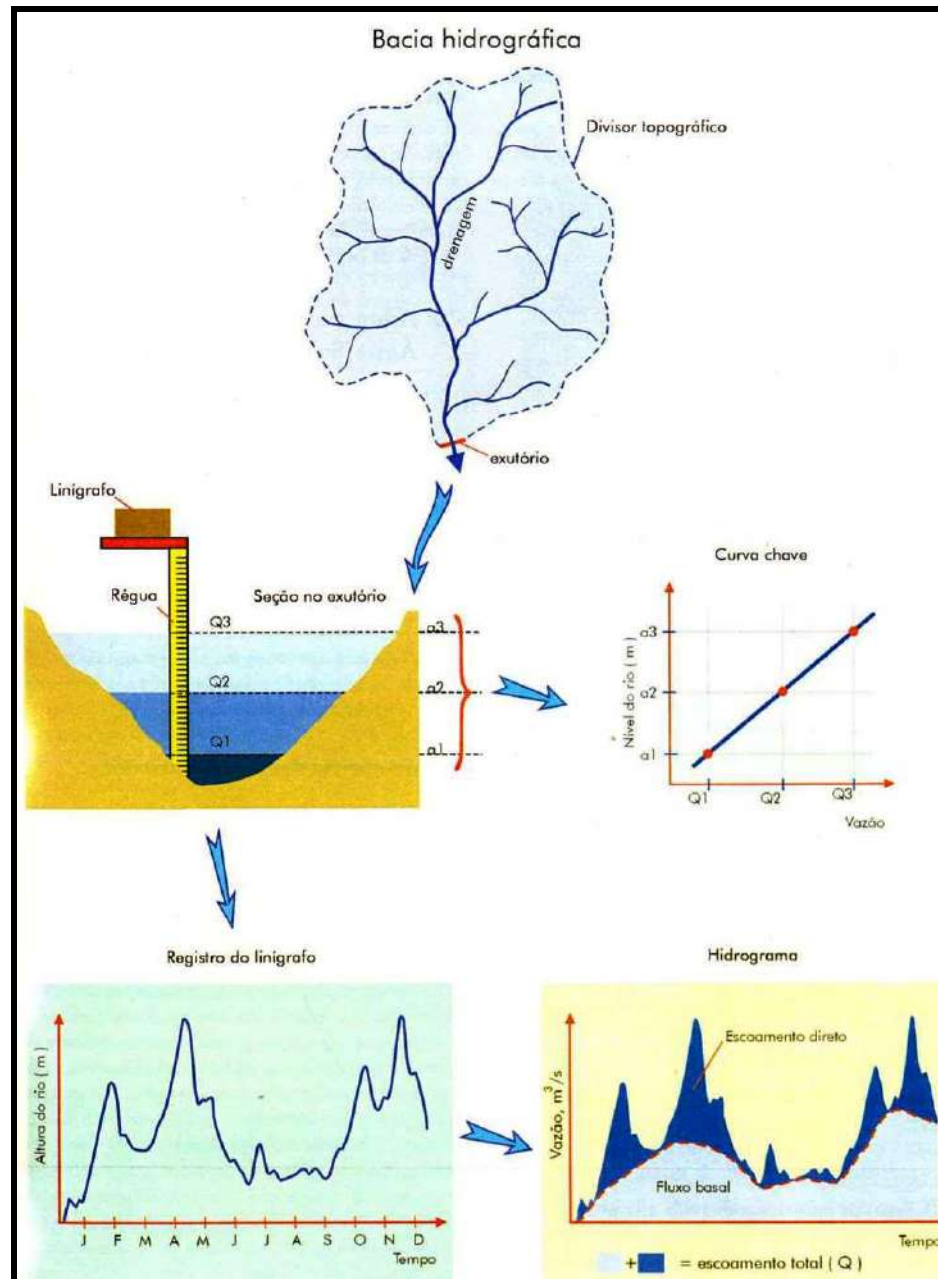 Bacia hidrográfica
Divisor topográfico
drenagem
exutório
Linígrafo
Régua
Seção no exutório
Q3
a3
Q2
a2
Q1
a1
Curva chave
Nível do rio ( m )
a3
a2
a1
Q1
Q2
Q3
Vazão
Registro do linígrafo
Altura do rio ( m )
J F M A M J J A S O N D
Tempo
Hidrograma
Vazão, m³/s
Escoamento direto
Fluxo basal
Tempo
+ = escoamento total ( Q )